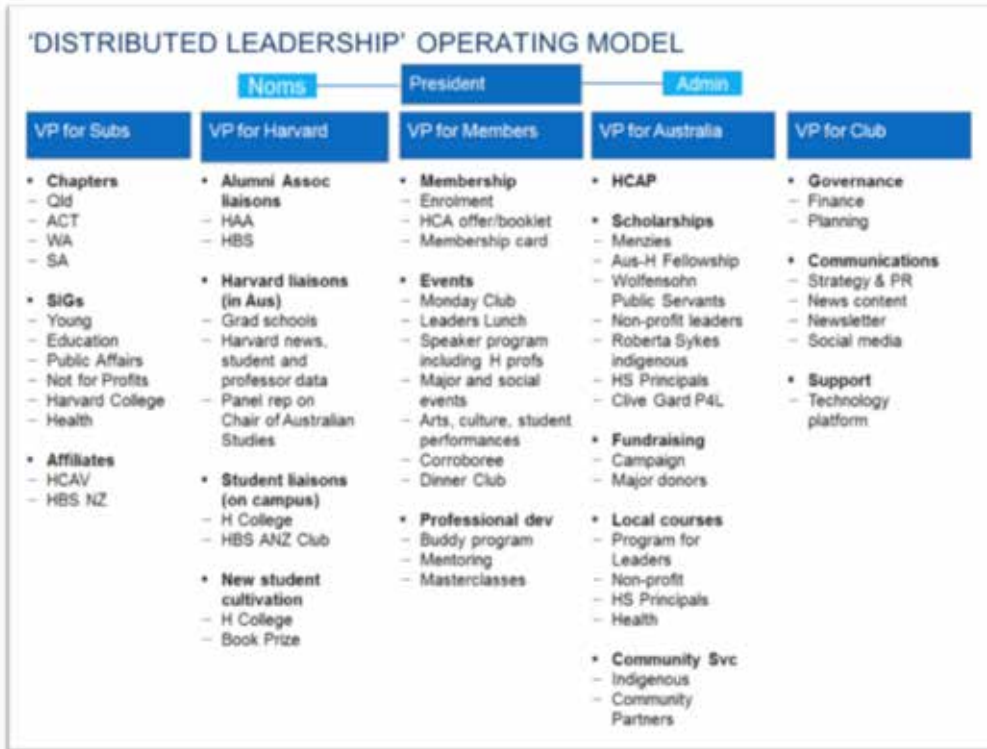 'DISTRIBUTED LEADERSHIP' OPERATING MODEL
Noms
President
Admin
VP for Subs
• Chapters
– Qld
– ACT
– WA
– SA
• SIGs
– Young
– Education
– Public Affairs
– Not for Profits
– Harvard College
– Health
• Affiliates
– HCAV
– HBS NZ
VP for Harvard
• Alumni Assoc
liaisons
– HAA
– HBS
• Harvard liaisons
(in Aus)
– Grad schools
– Harvard news,
student and
professor data
– Panel rep on
Chair of Australian
Studies
• Student liaisons
(on campus)
– H College
– HBS ANZ Club
• New student
cultivation
– H College
– Book Prize
VP for Members
• Membership
– Enrolment
– HCA offer/booklet
– Membership card
• Events
– Monday Club
– Leaders Lunch
– Speaker program
including H profs
– Major and social
events
– Arts, culture, student
performances
– Corroboree
– Dinner Club
• Professional dev
– Buddy program
– Mentoring
– Masterclasses
VP for Australia
• HCAP
• Scholarships
– Menzies
– Aus-H Fellowship
– Wolfensohn
Public Servants
– Non-profit leaders
– Roberta Sykes
indigenous
– HS Principals
– Clive Gard P4L
• Fundraising
– Campaign
– Major donors
• Local courses
– Program for
Leaders
– Non-profit
– HS Principals
– Health
• Community Svc
– Indigenous
– Community
Partners
VP for Club
• Governance
– Finance
– Planning
• Communications
– Strategy & PR
– News content
– Newsletter
– Social media
• Support
– Technology
platform